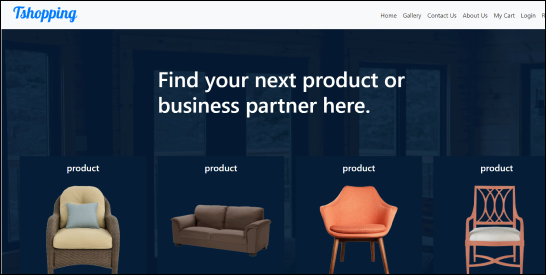 Tshopping
Home Gallery Contact Us About Us My Cart Login R
Find your next product or
business partner here.
product product product product